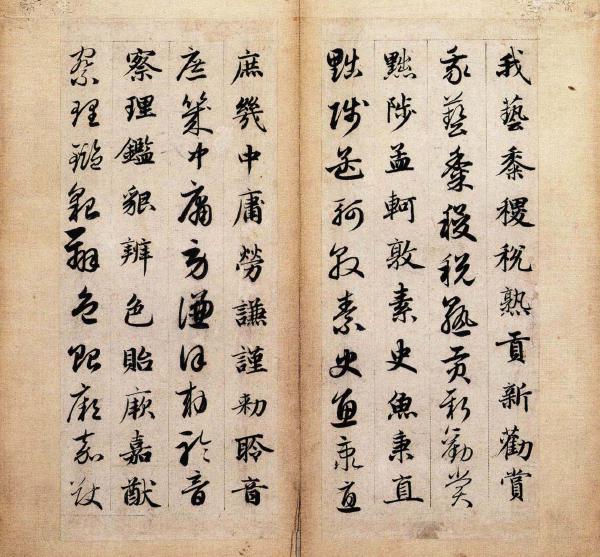 我藝黍稷税熟貢新勸賞
我藝黍稷税熟貢新勸賞
黜陟孟軻敦素史魚秉直
黜陟孟軻敦素史魚秉直
庶幾中庸勞謙謹勅聆音
庶幾中庸勞謙謹勅聆音
察理鑑貌辨色貽厥嘉猷
察理鑑貌辨色貽厥嘉猷